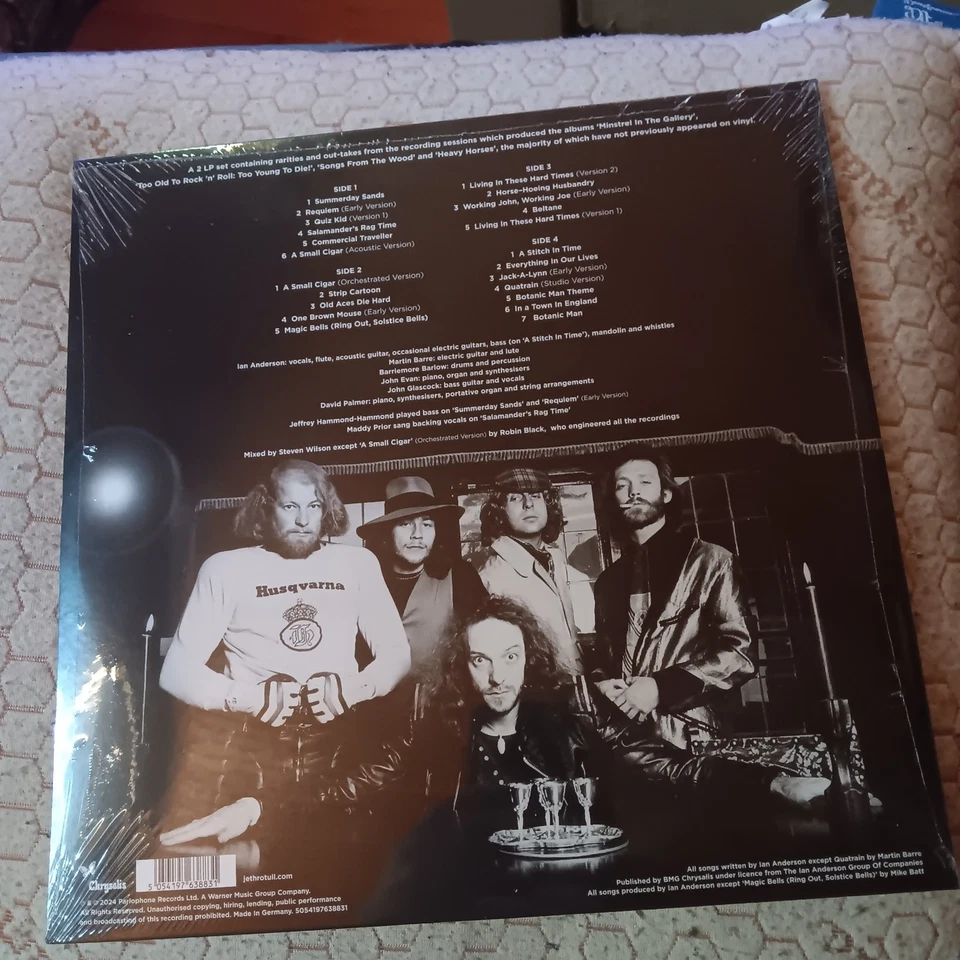 A 2 LP set containing rarities and out-takes from the recording sessions which produced the albums 'Minstrel In The Gallery',
'Too Old To Rock 'n' Roll: Too Young To Die!', 'Songs From The Wood' and 'Heavy Horses', the majority of which have not previously appeared on vinyl.
SIDE 1
1 Summerday Sands
2 Requiem (Early Version)
3 Quiz Kid (Version 1)
4 Salamander's Rag Time
5 Commercial Traveller
6 A Small Cigar (Acoustic Version)
SIDE 2
1 A Small Cigar (Orchestrated Version)
2 Strip Cartoon
3 Old Aces Die Hard
4 One Brown Mouse (Early Version)
5 Magic Bells (Ring Out, Solstice Bells)
SIDE 3
1 Living In These Hard Times (Version 2)
2 Horse-Hoeing Husbandry
3 Working John, Working Joe (Early Version)
4 Beltane
5 Living In These Hard Times (Version 1)
SIDE 4
1 A Stitch In Time
2 Everything In Our Lives
3 Jack-A-Lynn (Early Version)
4 Quatrain (Studio Version)
5 Botanic Man Theme
6 In a Town In England
7 Botanic Man
Ian Anderson: vocals, flute, acoustic guitar, occasional electric guitars, bass (on 'A Stitch In Time'), mandolin and whistles
Martin Barre: electric guitar and lute
Barriemore Barlow: drums and percussion
John Evan: piano, organ and synthesisers
John Glascock: bass guitar and vocals
David Palmer: piano, synthesisers, portative organ and string arrangements
Jeffrey Hammond-Hammond played bass on 'Summerday Sands' and 'Requiem' (Early Version)
Maddy Prior sang backing vocals on 'Salamander's Rag Time'
Mixed by Steven Wilson except 'A Small Cigar' (Orchestrated Version) by Robin Black, who engineered all the recordings
Husqvarna
Chrysalis
5 054197 638831
jethrotull.com
℗ © 2024 Parlophone Records Ltd. A Warner Music Group Company.
All Rights Reserved. Unauthorised copying, hiring, lending, public performance
and broadcasting of this recording prohibited. Made in Germany. 5054197638831
All songs written by Ian Anderson except Quatrain by Martin Barre
Published by BMG Chrysalis under licence from The Ian Anderson Group Of Companies
All songs produced by Ian Anderson except 'Magic Bells (Ring Out, Solstice Bells)' by Mike Batt